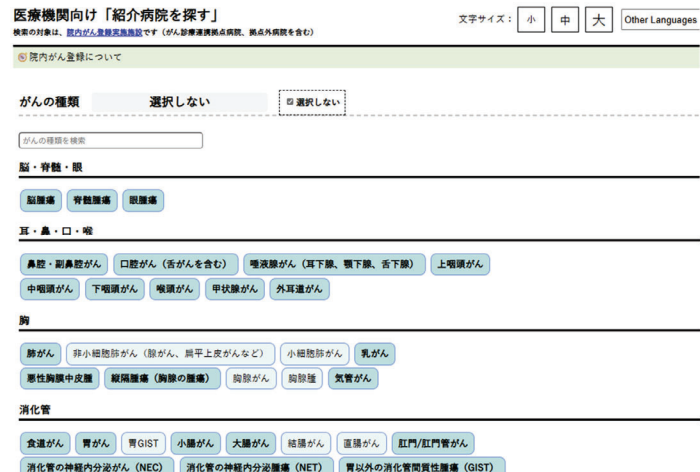 医療機関向け「紹介病院を探す」
文字サイズ： 小 中 大 Other Languages
検索の対象は、院内がん登録実施施設です（がん診療連携拠点病院、拠点外病院を含む）
院内がん登録について
がんの種類 選択しない 選択しない
がんの種類を検索
脳・脊髄・眼
脳腫瘍 脊髄腫瘍 眼腫瘍
耳・鼻・口・喉
鼻腔・副鼻腔がん 口腔がん（舌がんを含む） 唾液腺がん（耳下腺、顎下腺、舌下腺） 上咽頭がん
中咽頭がん 下咽頭がん 喉頭がん 甲状腺がん 外耳道がん
胸
肺がん 非小細胞肺がん（腺がん、扁平上皮がんなど） 小細胞肺がん 乳がん
悪性胸膜中皮腫 縦隔腫瘍（胸腺の腫瘍） 胸腺がん 胸腺腫 気管がん
消化管
食道がん 胃がん 胃GIST 小腸がん 大腸がん 結腸がん 直腸がん 肛門/肛門管がん
消化管の神経内分泌がん（NEC） 消化管の神経内分泌腫瘍（NET） 胃以外の消化管間質性腫瘍（GIST）